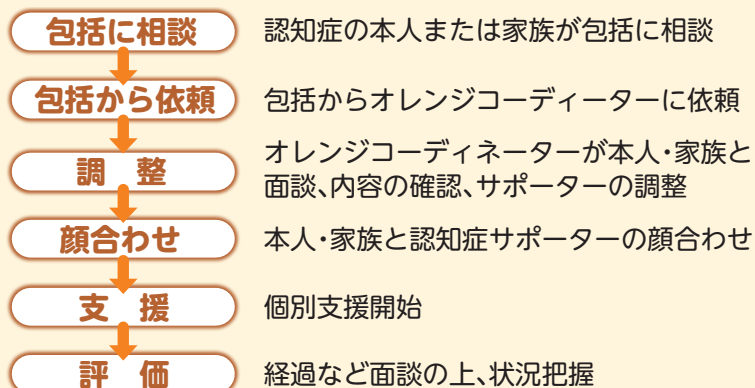 包括に相談 認知症の本人または家族が包括に相談
包括から依頼 包括からオレンジコーディーターに依頼
調 整 オレンジコーディネーターが本人・家族と
面談、内容の確認、サポーターの調整
顔合わせ 本人・家族と認知症サポーターの顔合わせ
支 援 個別支援開始
評 価 経過など面談の上、状況把握